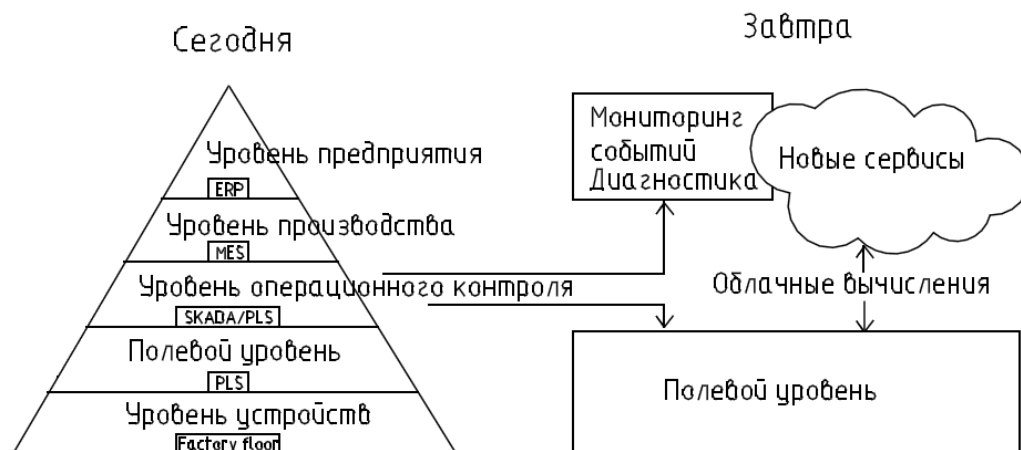 Сегодня
Уровень предприятия
ERP
Уровень производства
MES
Уровень операционного контроля
SKADA/PLS
Полевой уровень
PLS
Уровень устройств
Factory floor
Завтра
Мониторинг
событий
Диагностика
Новые сервисы
Облачные вычисления
Полевой уровень